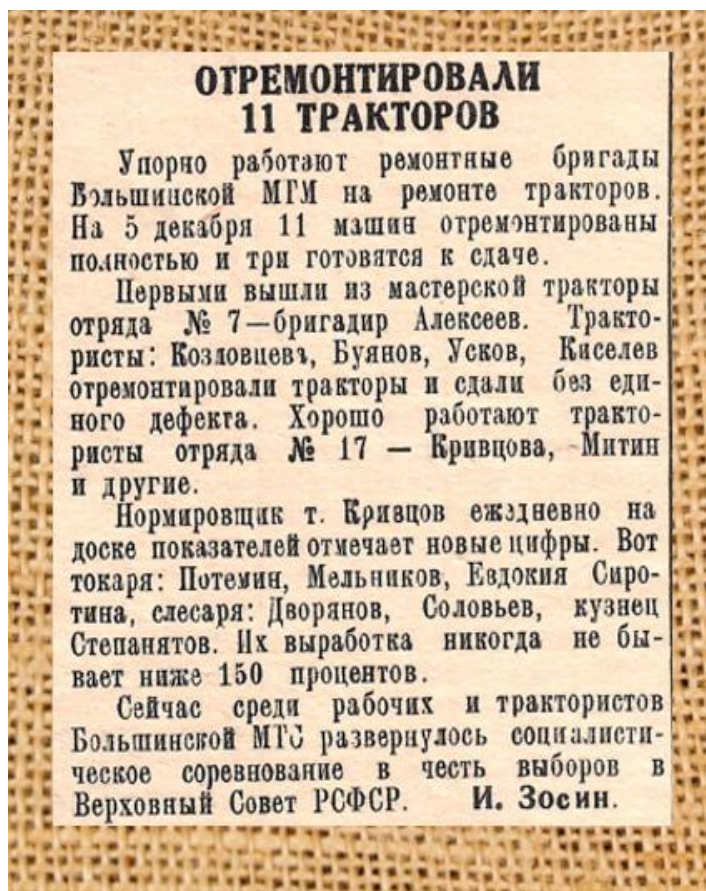 ОТРЕМОНТИРОВАЛИ
11 ТРАКТОРОВ
Упорно работают ремонтные бригады
Большинской МГМ на ремонте тракторов.
На 5 декабря 11 машин отремонтированы
полностью и три готовятся к сдаче.
Первыми вышли из мастерской тракторы
отряда № 7—бригадир Алексеев. Тракто-
ристы: Козловцевъ, Буянов, Усков, Киселев
отремонтировали тракторы и сдали без еди-
ного дефекта. Хорошо работают тракто-
ристы отряда № 17 — Кривцова, Митин
и другие.
Нормировщик т. Кривцов ежедневно на
доске показателей отмечает новые цифры. Вот
токаря: Потемин, Мельников, Евдокия Сиро-
тина, слесаря: Дворянов, Соловьев, кузнец
Степанятов. Их выработка никогда не бы-
вает ниже 150 процентов.
Сейчас среди рабочих и трактористов
Большинской МТС развернулось социалисти-
ческое соревнование в честь выборов в
Верховный Совет РСФСР. И. Зосин.